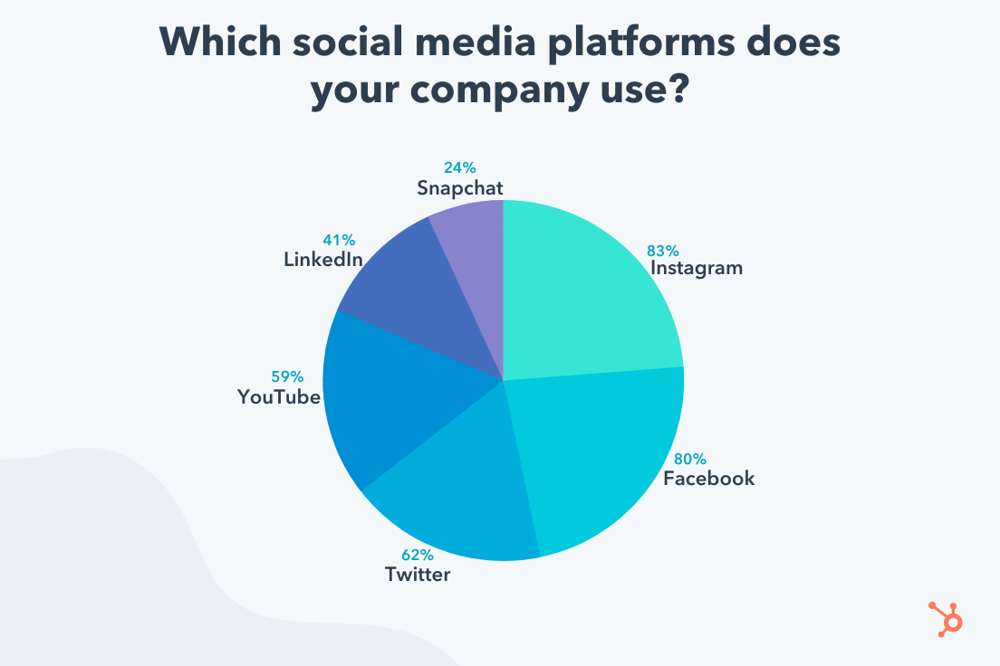 Which social media platforms does
your company use?
24%
Snapchat
41%
LinkedIn
83%
Instagram
59%
YouTube
80%
Facebook
62%
Twitter